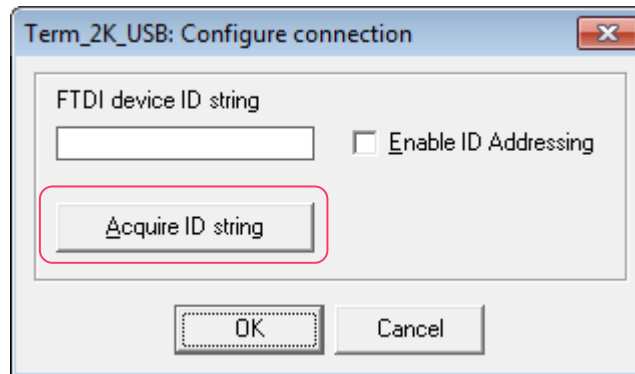 Term_2K_USB: Configure connection
FTDI device ID string
Enable ID Addressing
Acquire ID string
OK
Cancel